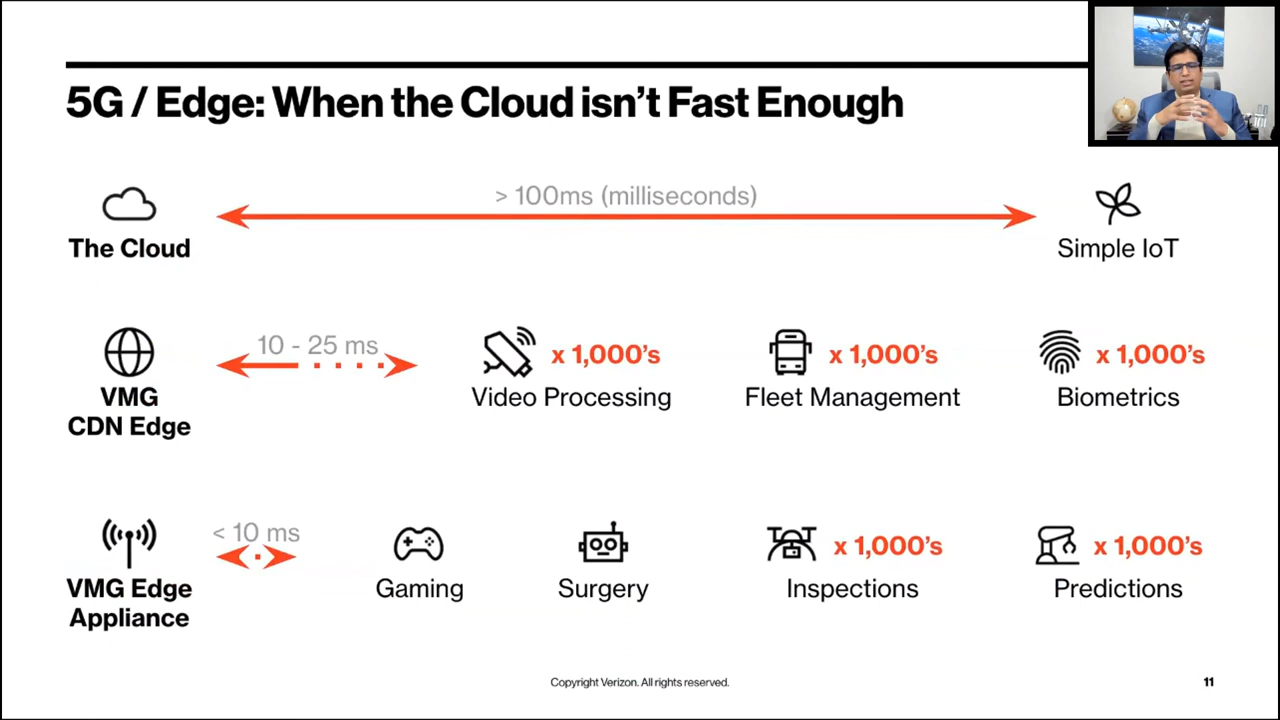 5G / Edge: When the Cloud isn't Fast Enough
> 100ms (milliseconds)
The Cloud
Simple IoT
10 - 25 ms
x 1,000's
x 1,000's
x 1,000's
VMG
CDN Edge
Video Processing
Fleet Management
Biometrics
< 10 ms
x 1,000's
x 1,000's
VMG Edge
Appliance
Gaming
Surgery
Inspections
Predictions
Copyright Verizon. All rights reserved.
11